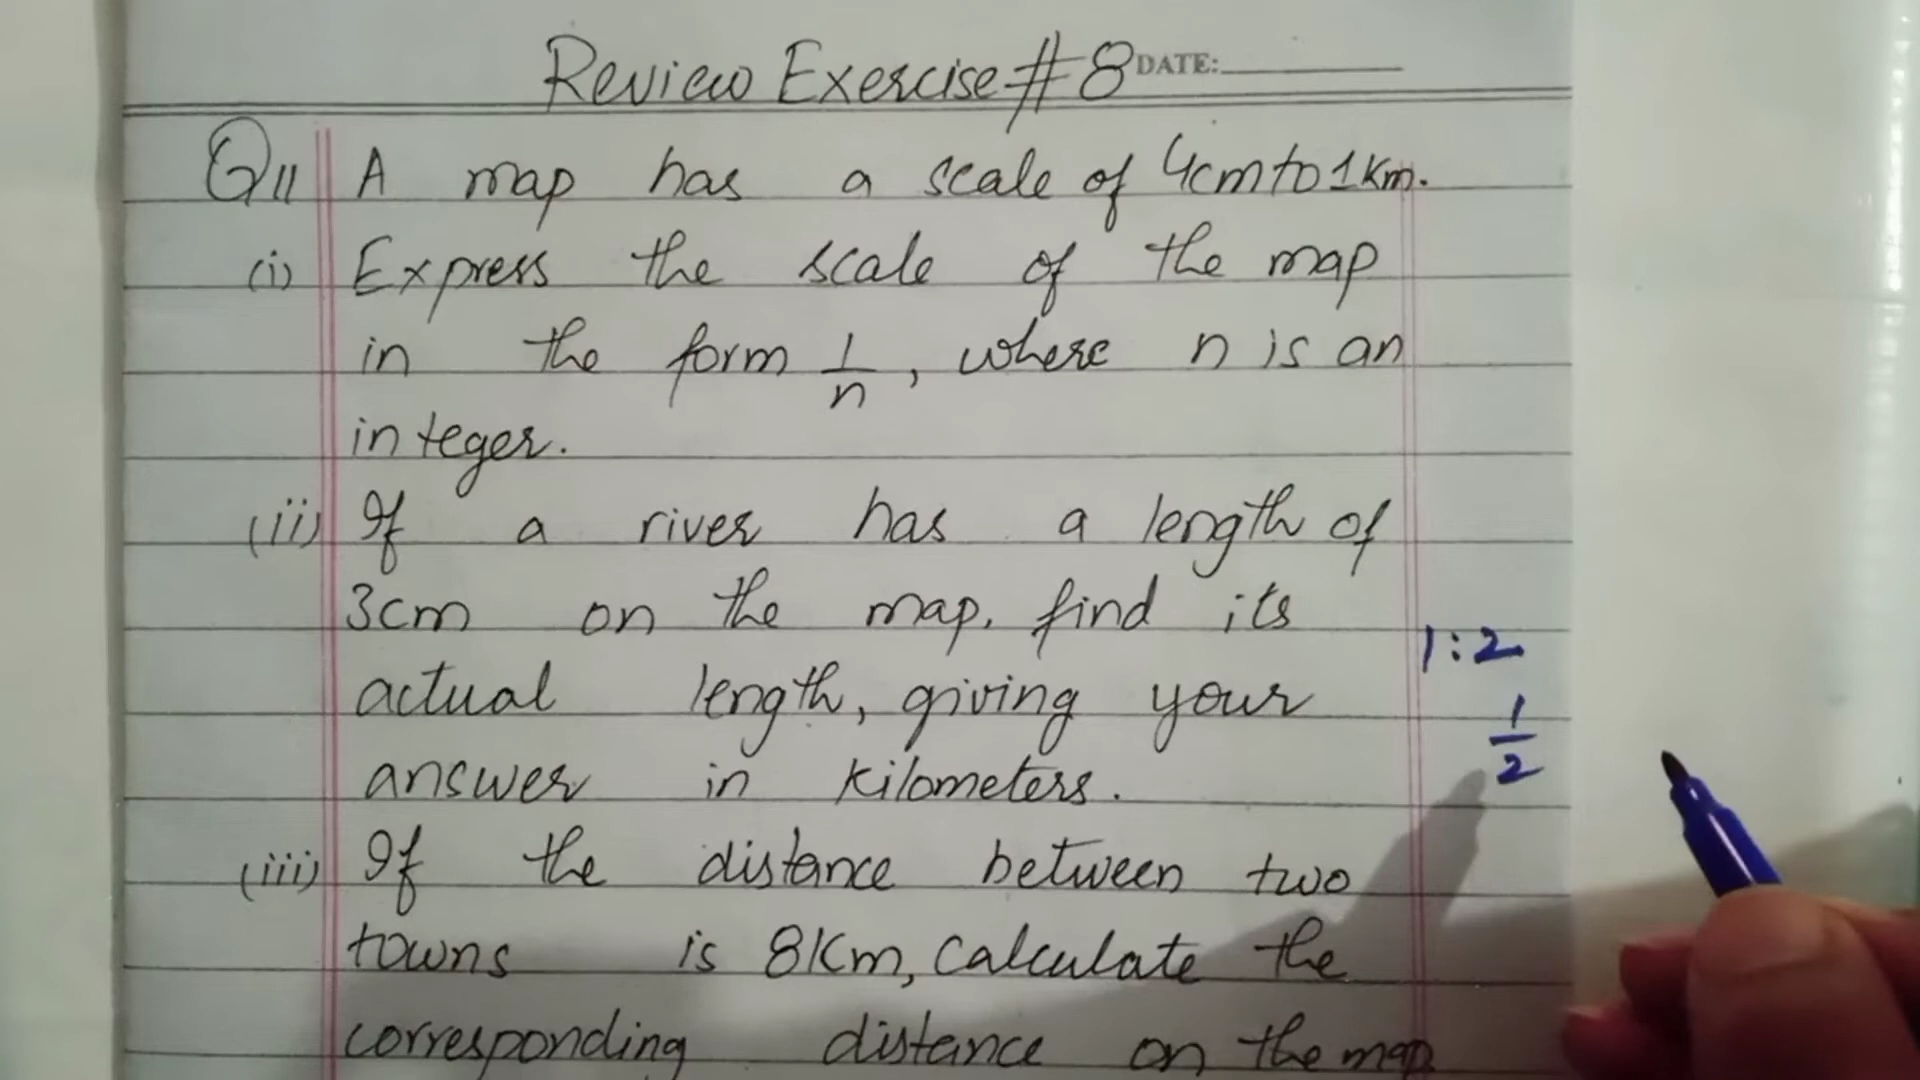 Review Exercise #8 DATE:
Q11 A map has a scale of 4cm to 1km.
(i) Express the scale of the map
in the form 1/n, where n is an
integer.
(ii) If a river has a length of
3cm on the map, find its
actual length, giving your
answer in kilometers.
(iii) If the distance between two
towns is 8km, calculate the
corresponding distance on the map
1:2
1/2